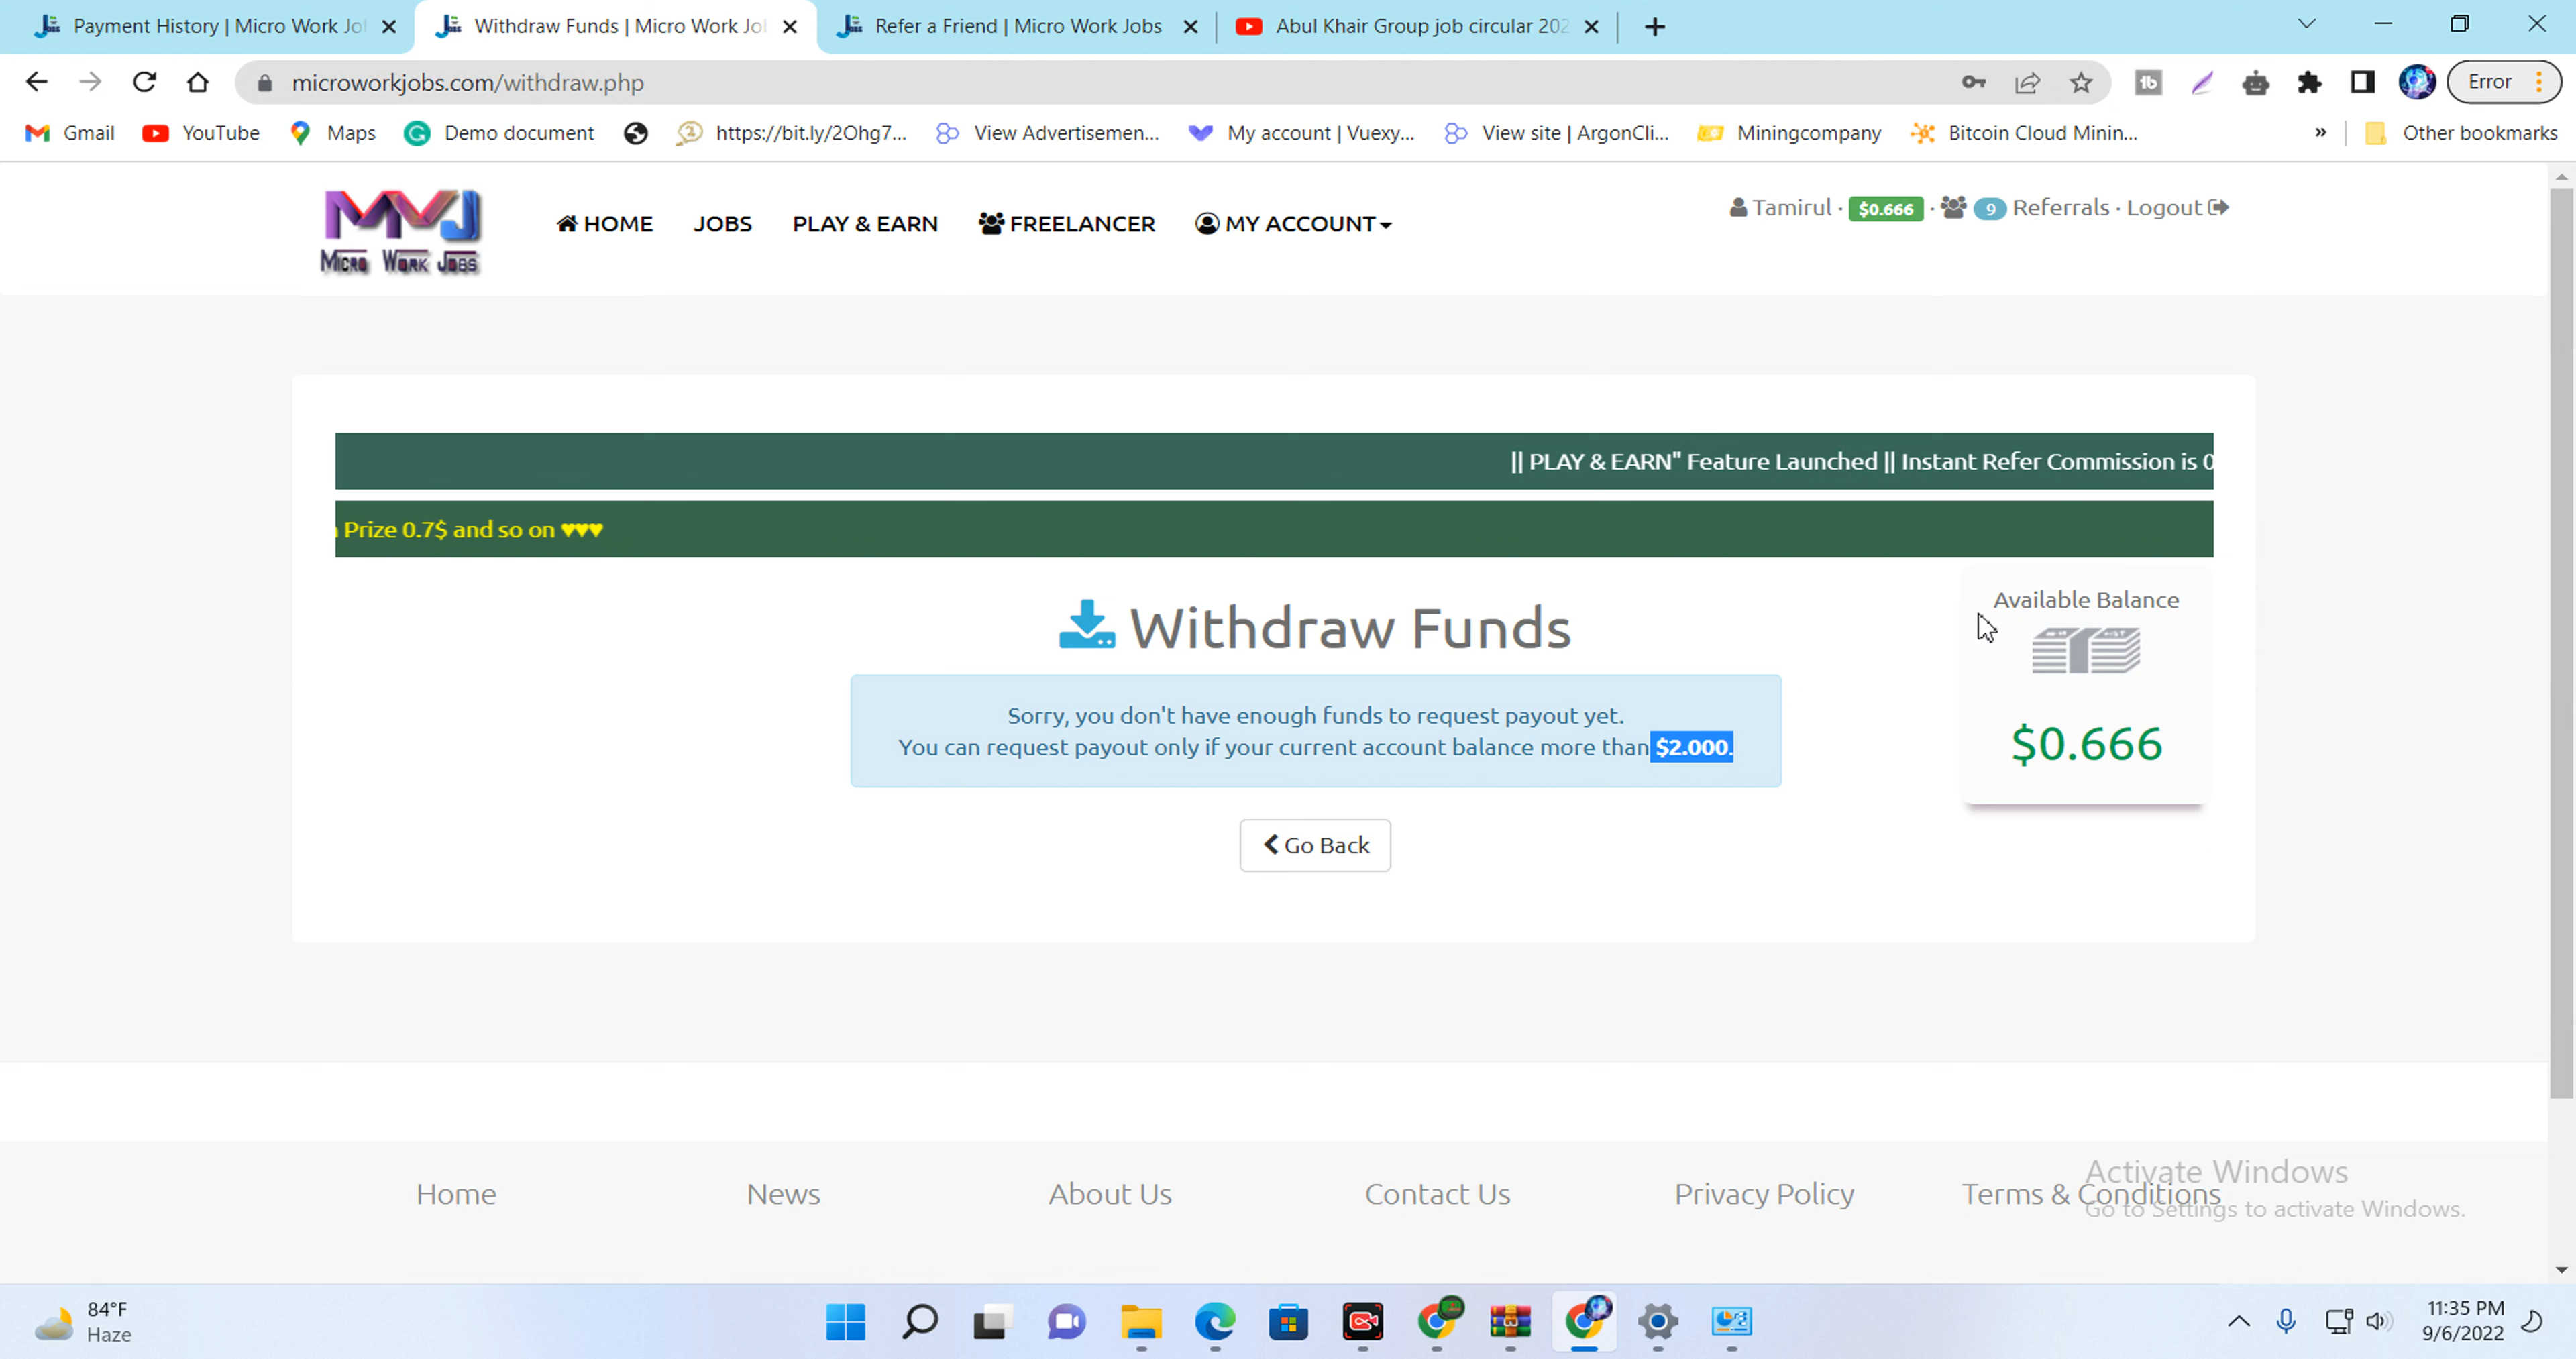 Payment History | Micro Work Jo
Withdraw Funds | Micro Work Jo
Refer a Friend | Micro Work Jobs
Abul Khair Group job circular 202
microworkjobs.com/withdraw.php
Error
Gmail
YouTube
Maps
Demo document
https://bit.ly/2Ohg7...
View Advertisemen...
My account | Vuexy...
View site | ArgonCli...
Miningcompany
Bitcoin Cloud Minin...
»
Other bookmarks
MWJ
Micro Work Jobs
HOME
JOBS
PLAY & EARN
FREELANCER
MY ACCOUNT
Tamirul · $0.666 · 9 Referrals · Logout
|| PLAY & EARN" Feature Launched || Instant Refer Commission is 0
Prize 0.7$ and so on ♥♥♥
Withdraw Funds
Available Balance
$0.666
Sorry, you don't have enough funds to request payout yet.
You can request payout only if your current account balance more than $2.000.
Go Back
Home
News
About Us
Contact Us
Privacy Policy
Terms & Conditions
Activate Windows
Go to Settings to activate Windows.
84°F
Haze
11:35 PM
9/6/2022